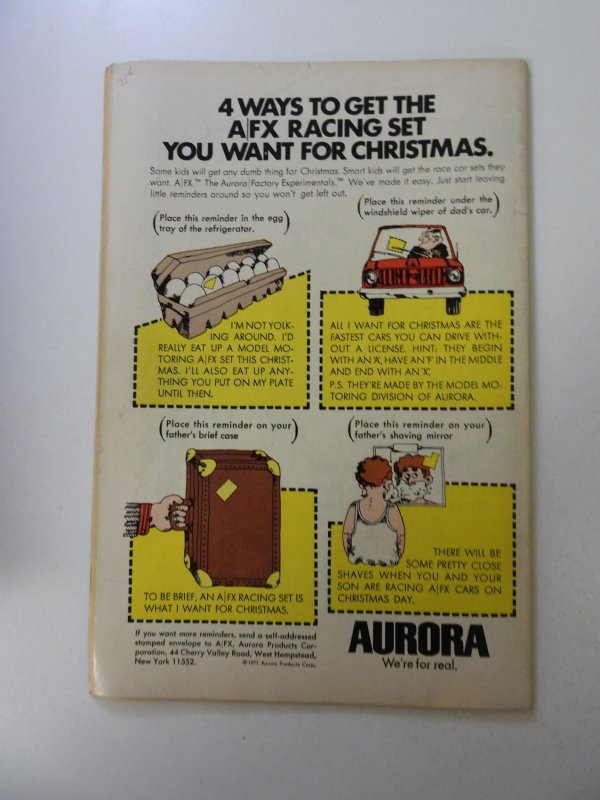 75¢
4 WAYS TO GET THE
A|FX RACING SET
YOU WANT FOR CHRISTMAS.
Some kids will get any dumb thing for Christmas. Smart kids will get the race car sets they
want. A|FX.™ The Aurora|Factory Experimentals.™ We've made it easy. Just start leaving
little reminders around so you won't get left out.
(Place this reminder in the egg
tray of the refrigerator.)
(Place this reminder under the
windshield wiper of dad's car.)
I'M NOT YOLK-
ING AROUND. I'D
REALLY EAT UP A MODEL MO-
TORING A|FX SET THIS CHRIST-
MAS. I'LL ALSO EAT UP ANY-
THING YOU PUT ON MY PLATE
UNTIL THEN.
ALL I WANT FOR CHRISTMAS ARE THE
FASTEST CARS YOU CAN DRIVE WITH-
OUT A LICENSE. HINT: THEY BEGIN
WITH AN 'A', HAVE AN 'F' IN THE MIDDLE
AND END WITH AN 'X'.
P.S. THEY'RE MADE BY THE MODEL MO-
TORING DIVISION OF AURORA.
(Place this reminder on your
father's brief case)
(Place this reminder on your
father's shaving mirror)
TO BE BRIEF, AN A|FX RACING SET IS
WHAT I WANT FOR CHRISTMAS.
THERE WILL BE
SOME PRETTY CLOSE
SHAVES WHEN YOU AND YOUR
SON ARE RACING A|FX CARS ON
CHRISTMAS DAY.
If you want more reminders, send a self-addressed
stamped envelope to A|FX, Aurora Products Cor-
poration, 44 Cherry Valley Road, West Hempstead,
New York 11552.
©1971 Aurora Products Corp.
AURORA
We're for real.